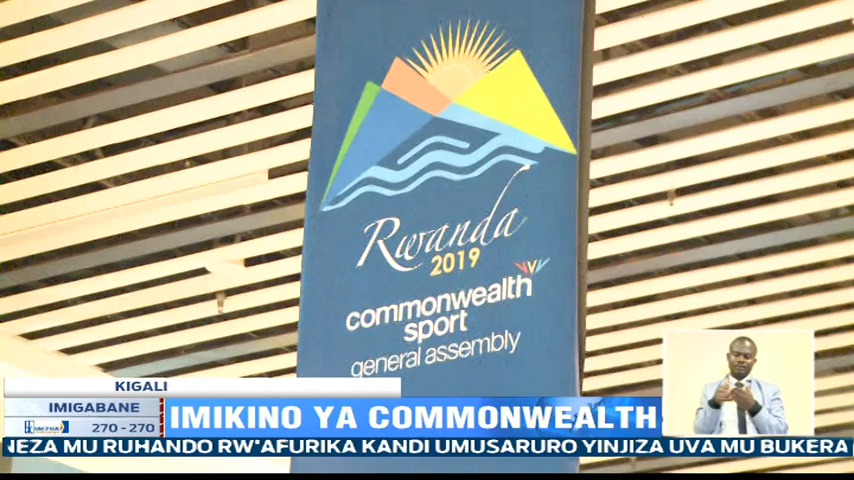 Rwanda
2019
commonwealth
sport
general assembly
KIGALI
IMIGABANE
270 - 270
IMIKINO YA COMMONWEALTH
NEZA MU RUHANDO RW'AFURIKA KANDI UMUSARURO YINJIZA UVA MU BUKERA